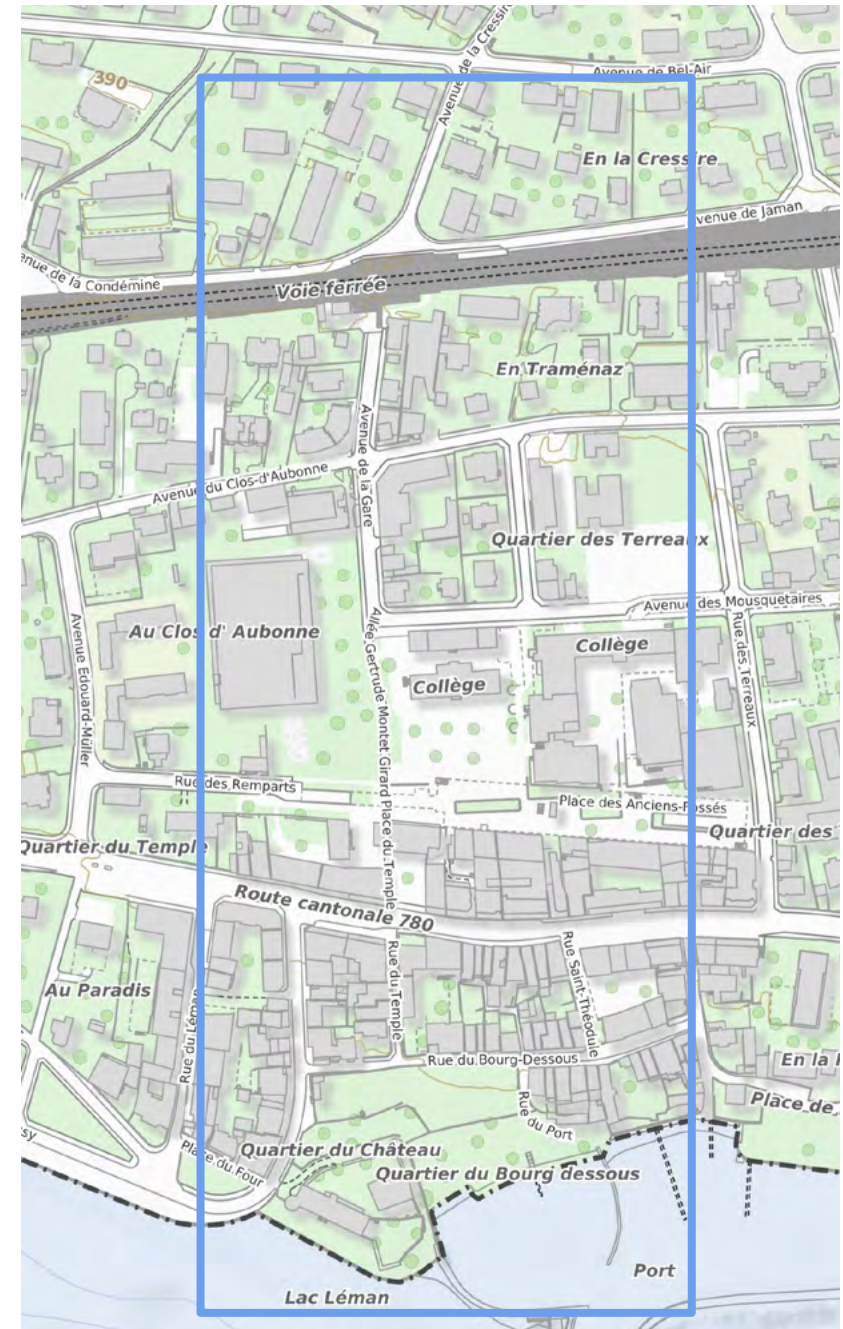 Avenue de la Cressire
Avenue de Bel-Air
390
En la Cressire
venue de Jaman
enue de la Condémine
Voie ferrée
En Traménaz
Avenue de la Gare
Avenue du Clos-d'Aubonne
Quartier des Terreaux
Avenue des Mousquetaires
Allée Gertrude Montet Girard Place du Temple
Au Clos d' Aubonne
Collège
Rue des Terreaux
Avenue Edouard-Müller
Collège
Rue des Remparts
Place des Anciens-Fossés
Quartier des
Quartier du Temple
Route cantonale 780
Rue Saint-Théodule
Rue du Temple
Au Paradis
Rue du Léman
Rue du Bourg-Dessous
En la
Place de
Rue du Port
Place du Four
sy
Quartier du Château
Quartier du Bourg dessous
Port
Lac Léman